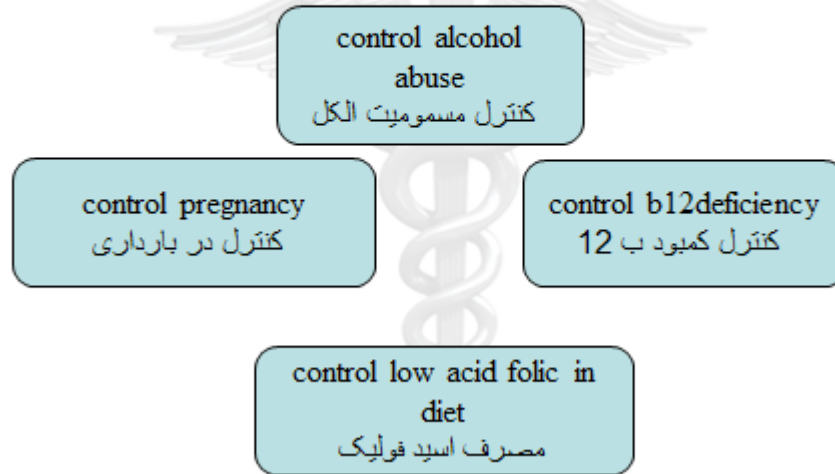 control alcohol
abuse
کنترل مسمومیت الکل
control pregnancy
کنترل در بارداری
control b12deficiency
کنترل کمبود ب 12
control low acid folic in
diet
مصرف اسید فولیک